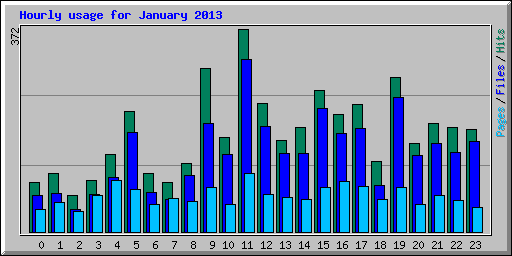 Hourly usage for January 2013
372
Pages / Files / Hits
0 1 2 3 4 5 6 7 8 9 10 11 12 13 14 15 16 17 18 19 20 21 22 23